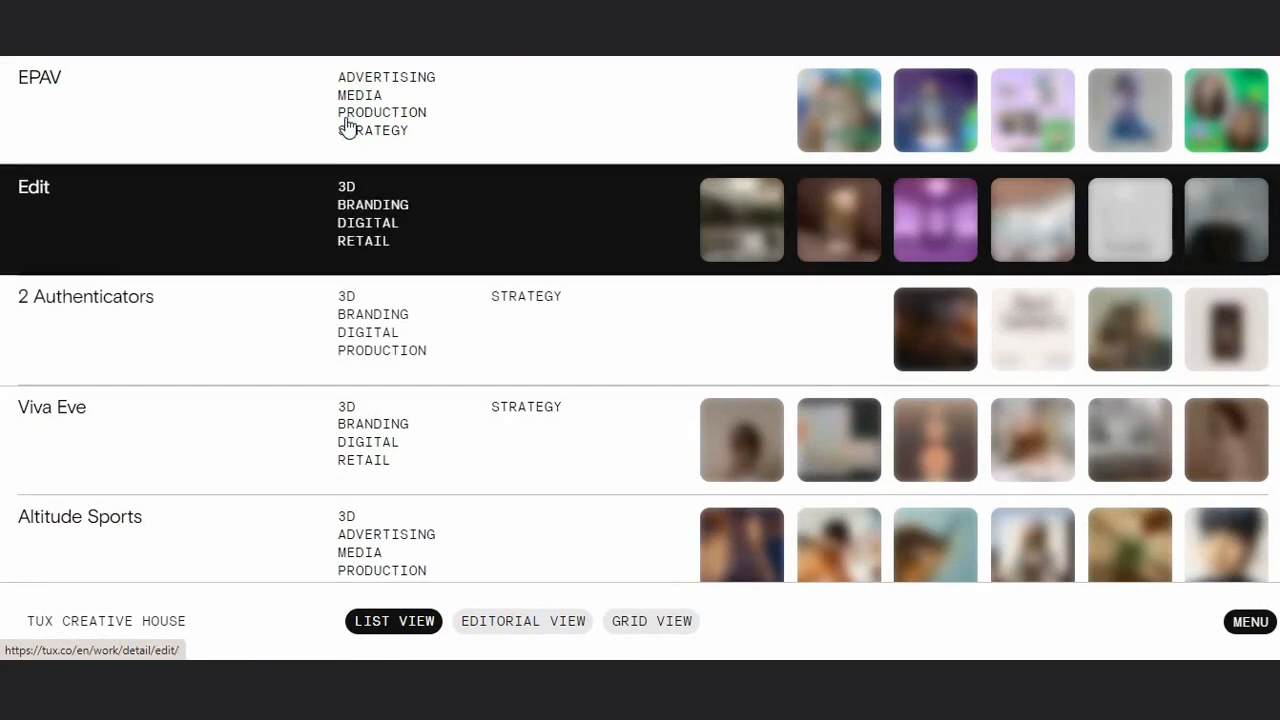 EPAV
ADVERTISING
MEDIA
PRODUCTION
STRATEGY
Edit
3D
BRANDING
DIGITAL
RETAIL
2 Authenticators
3D
BRANDING
DIGITAL
PRODUCTION
STRATEGY
Viva Eve
3D
BRANDING
DIGITAL
RETAIL
STRATEGY
Altitude Sports
3D
ADVERTISING
MEDIA
PRODUCTION
TUX CREATIVE HOUSE
LIST VIEW
EDITORIAL VIEW
GRID VIEW
MENU
https://tux.co/en/work/detail/edit/